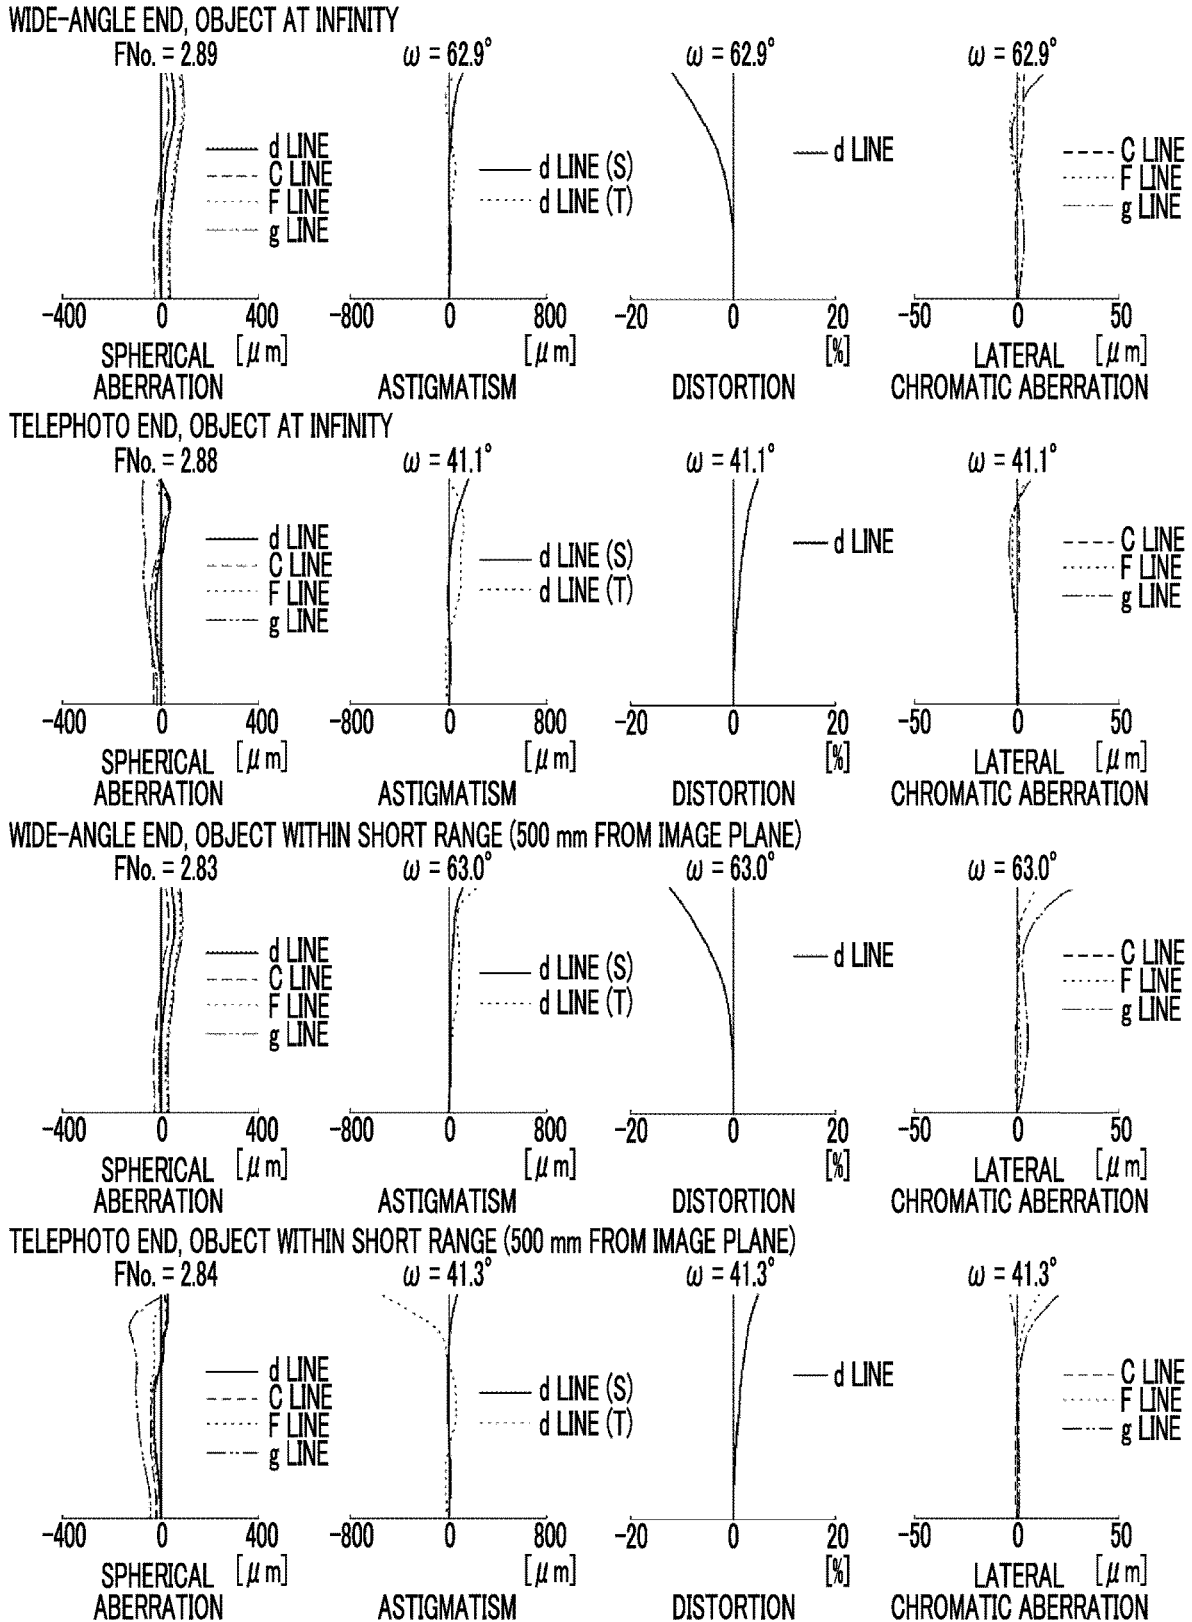 WIDE-ANGLE END, OBJECT AT INFINITY
FNo. = 2.89
ω = 62.9°
ω = 62.9°
ω = 62.9°
d LINE
C LINE
F LINE
g LINE
d LINE (S)
d LINE (T)
d LINE
C LINE
F LINE
g LINE
-400 0 400
-800 0 800
-20 0 20
-50 0 50
[μm]
[μm]
[%]
[μm]
SPHERICAL
ABERRATION
ASTIGMATISM
DISTORTION
LATERAL
CHROMATIC ABERRATION
TELEPHOTO END, OBJECT AT INFINITY
FNo. = 2.88
ω = 41.1°
ω = 41.1°
ω = 41.1°
d LINE
C LINE
F LINE
g LINE
d LINE (S)
d LINE (T)
d LINE
C LINE
F LINE
g LINE
-400 0 400
-800 0 800
-20 0 20
-50 0 50
[μm]
[μm]
[%]
[μm]
SPHERICAL
ABERRATION
ASTIGMATISM
DISTORTION
LATERAL
CHROMATIC ABERRATION
WIDE-ANGLE END, OBJECT WITHIN SHORT RANGE (500 mm FROM IMAGE PLANE)
FNo. = 2.83
ω = 63.0°
ω = 63.0°
ω = 63.0°
d LINE
C LINE
F LINE
g LINE
d LINE (S)
d LINE (T)
d LINE
C LINE
F LINE
g LINE
-400 0 400
-800 0 800
-20 0 20
-50 0 50
[μm]
[μm]
[%]
[μm]
SPHERICAL
ABERRATION
ASTIGMATISM
DISTORTION
LATERAL
CHROMATIC ABERRATION
TELEPHOTO END, OBJECT WITHIN SHORT RANGE (500 mm FROM IMAGE PLANE)
FNo. = 2.84
ω = 41.3°
ω = 41.3°
ω = 41.3°
d LINE
C LINE
F LINE
g LINE
d LINE (S)
d LINE (T)
d LINE
C LINE
F LINE
g LINE
-400 0 400
-800 0 800
-20 0 20
-50 0 50
[μm]
[μm]
[%]
[μm]
SPHERICAL
ABERRATION
ASTIGMATISM
DISTORTION
LATERAL
CHROMATIC ABERRATION